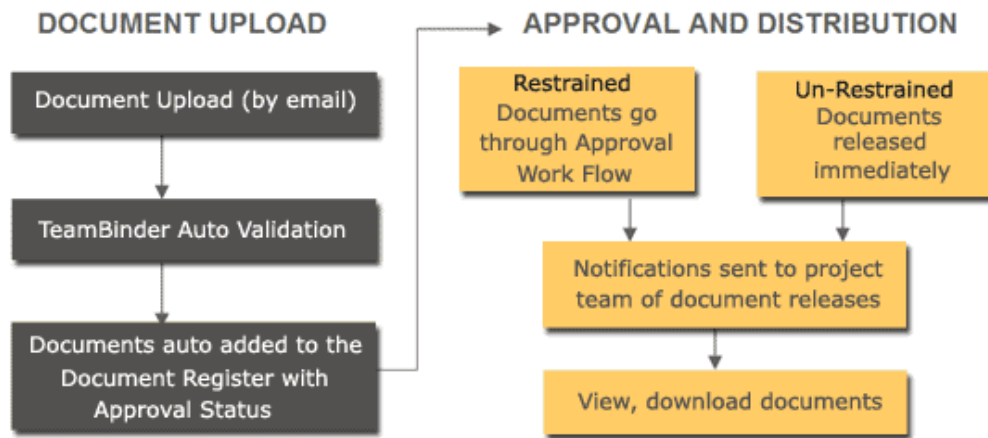 DOCUMENT UPLOAD
Document Upload (by email)
TeamBinder Auto Validation
Documents auto added to the
Document Register with
Approval Status
APPROVAL AND DISTRIBUTION
Restrained
Documents go
through Approval
Work Flow
Un-Restrained
Documents
released
immediately
Notifications sent to project
team of document releases
View, download documents